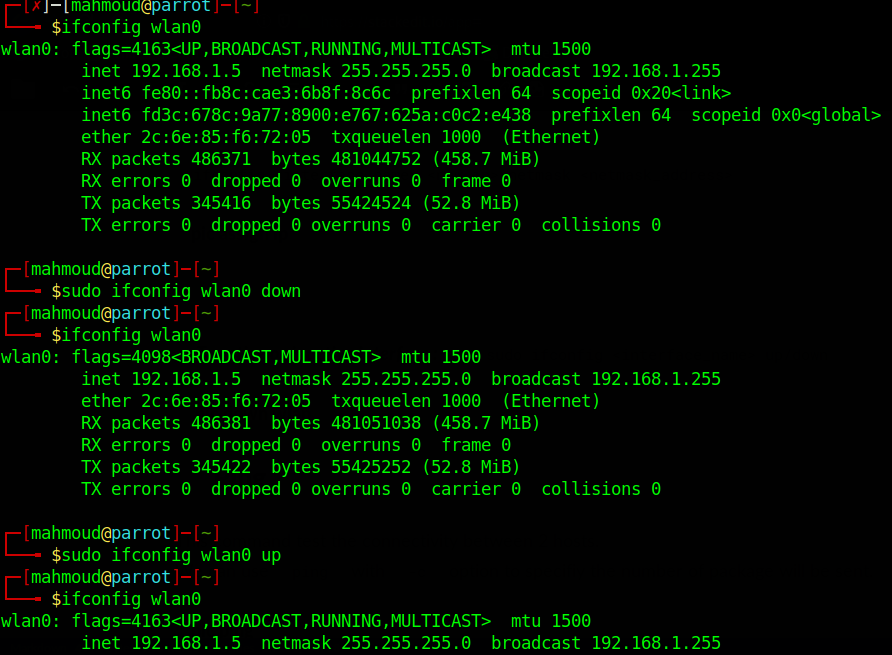 ┌─[✗]─[mahmoud@parrot]─[~]
└──╼ $ifconfig wlan0
wlan0: flags=4163<UP,BROADCAST,RUNNING,MULTICAST>  mtu 1500
        inet 192.168.1.5  netmask 255.255.255.0  broadcast 192.168.1.255
        inet6 fe80::fb8c:cae3:6b8f:8c6c  prefixlen 64  scopeid 0x20<link>
        inet6 fd3c:678c:9a77:8900:e767:625a:c0c2:e438  prefixlen 64  scopeid 0x0<global>
        ether 2c:6e:85:f6:72:05  txqueuelen 1000  (Ethernet)
        RX packets 486371  bytes 481044752 (458.7 MiB)
        RX errors 0  dropped 0  overruns 0  frame 0
        TX packets 345416  bytes 55424524 (52.8 MiB)
        TX errors 0  dropped 0 overruns 0  carrier 0  collisions 0

┌─[mahmoud@parrot]─[~]
└──╼ $sudo ifconfig wlan0 down
┌─[mahmoud@parrot]─[~]
└──╼ $ifconfig wlan0
wlan0: flags=4098<BROADCAST,MULTICAST>  mtu 1500
        inet 192.168.1.5  netmask 255.255.255.0  broadcast 192.168.1.255
        ether 2c:6e:85:f6:72:05  txqueuelen 1000  (Ethernet)
        RX packets 486381  bytes 481051038 (458.7 MiB)
        RX errors 0  dropped 0  overruns 0  frame 0
        TX packets 345422  bytes 55425252 (52.8 MiB)
        TX errors 0  dropped 0 overruns 0  carrier 0  collisions 0

┌─[mahmoud@parrot]─[~]
└──╼ $sudo ifconfig wlan0 up
┌─[mahmoud@parrot]─[~]
└──╼ $ifconfig wlan0
wlan0: flags=4163<UP,BROADCAST,RUNNING,MULTICAST>  mtu 1500
        inet 192.168.1.5  netmask 255.255.255.0  broadcast 192.168.1.255